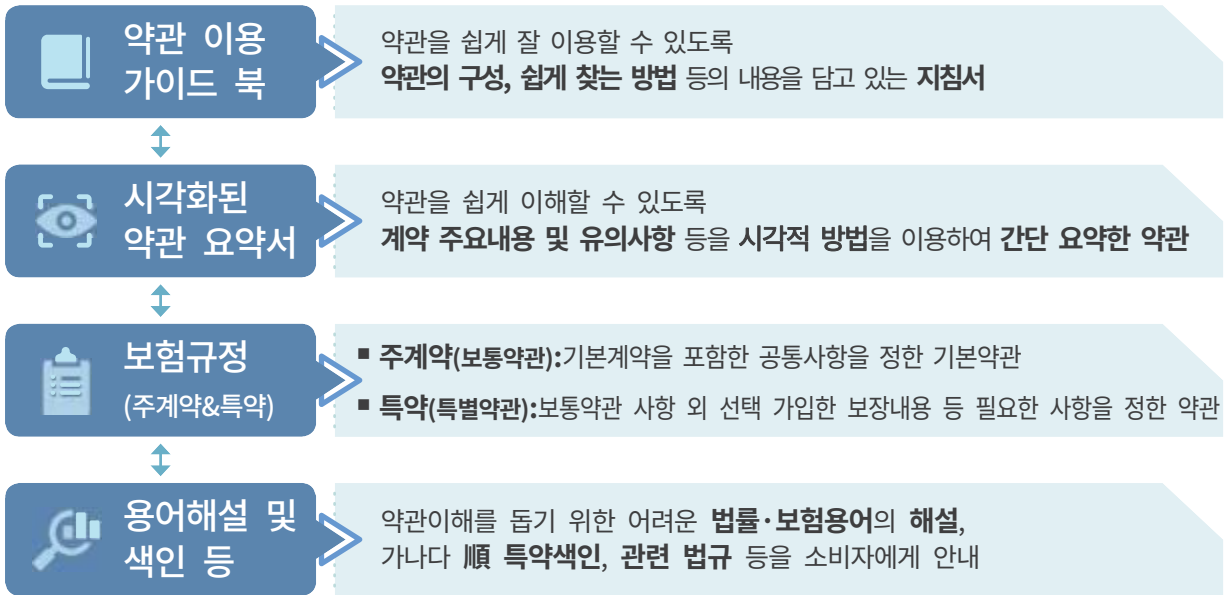 약관 이용
가이드 북
약관을 쉽게 잘 이용할 수 있도록
약관의 구성, 쉽게 찾는 방법 등의 내용을 담고 있는 지침서
시각화된
약관 요약서
약관을 쉽게 이해할 수 있도록
계약 주요내용 및 유의사항 등을 시각적 방법을 이용하여 간단 요약한 약관
보험규정
(주계약&특약)
▪ 주계약(보통약관):기본계약을 포함한 공통사항을 정한 기본약관
▪ 특약(특별약관):보통약관 사항 외 선택 가입한 보장내용 등 필요한 사항을 정한 약관
용어해설 및
색인 등
약관이해를 돕기 위한 어려운 법률·보험용어의 해설,
가나다 順 특약색인, 관련 법규 등을 소비자에게 안내